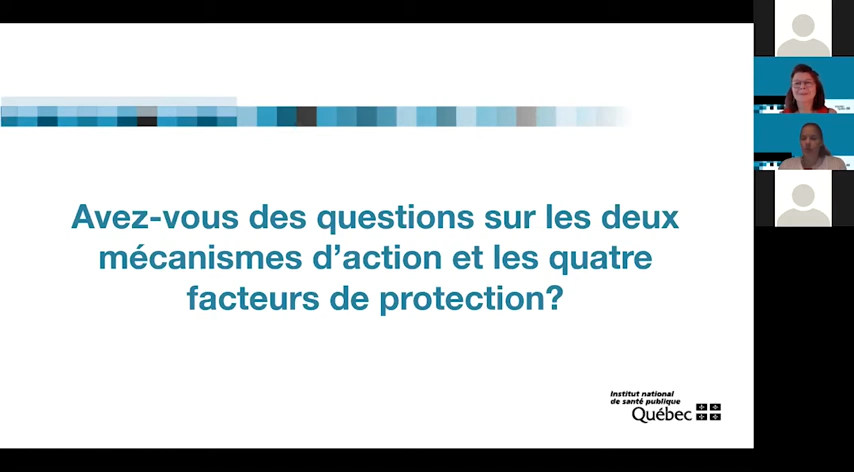 Avez-vous des questions sur les deux
mécanismes d'action et les quatre
facteurs de protection?
Institut national
de santé publique
Québec